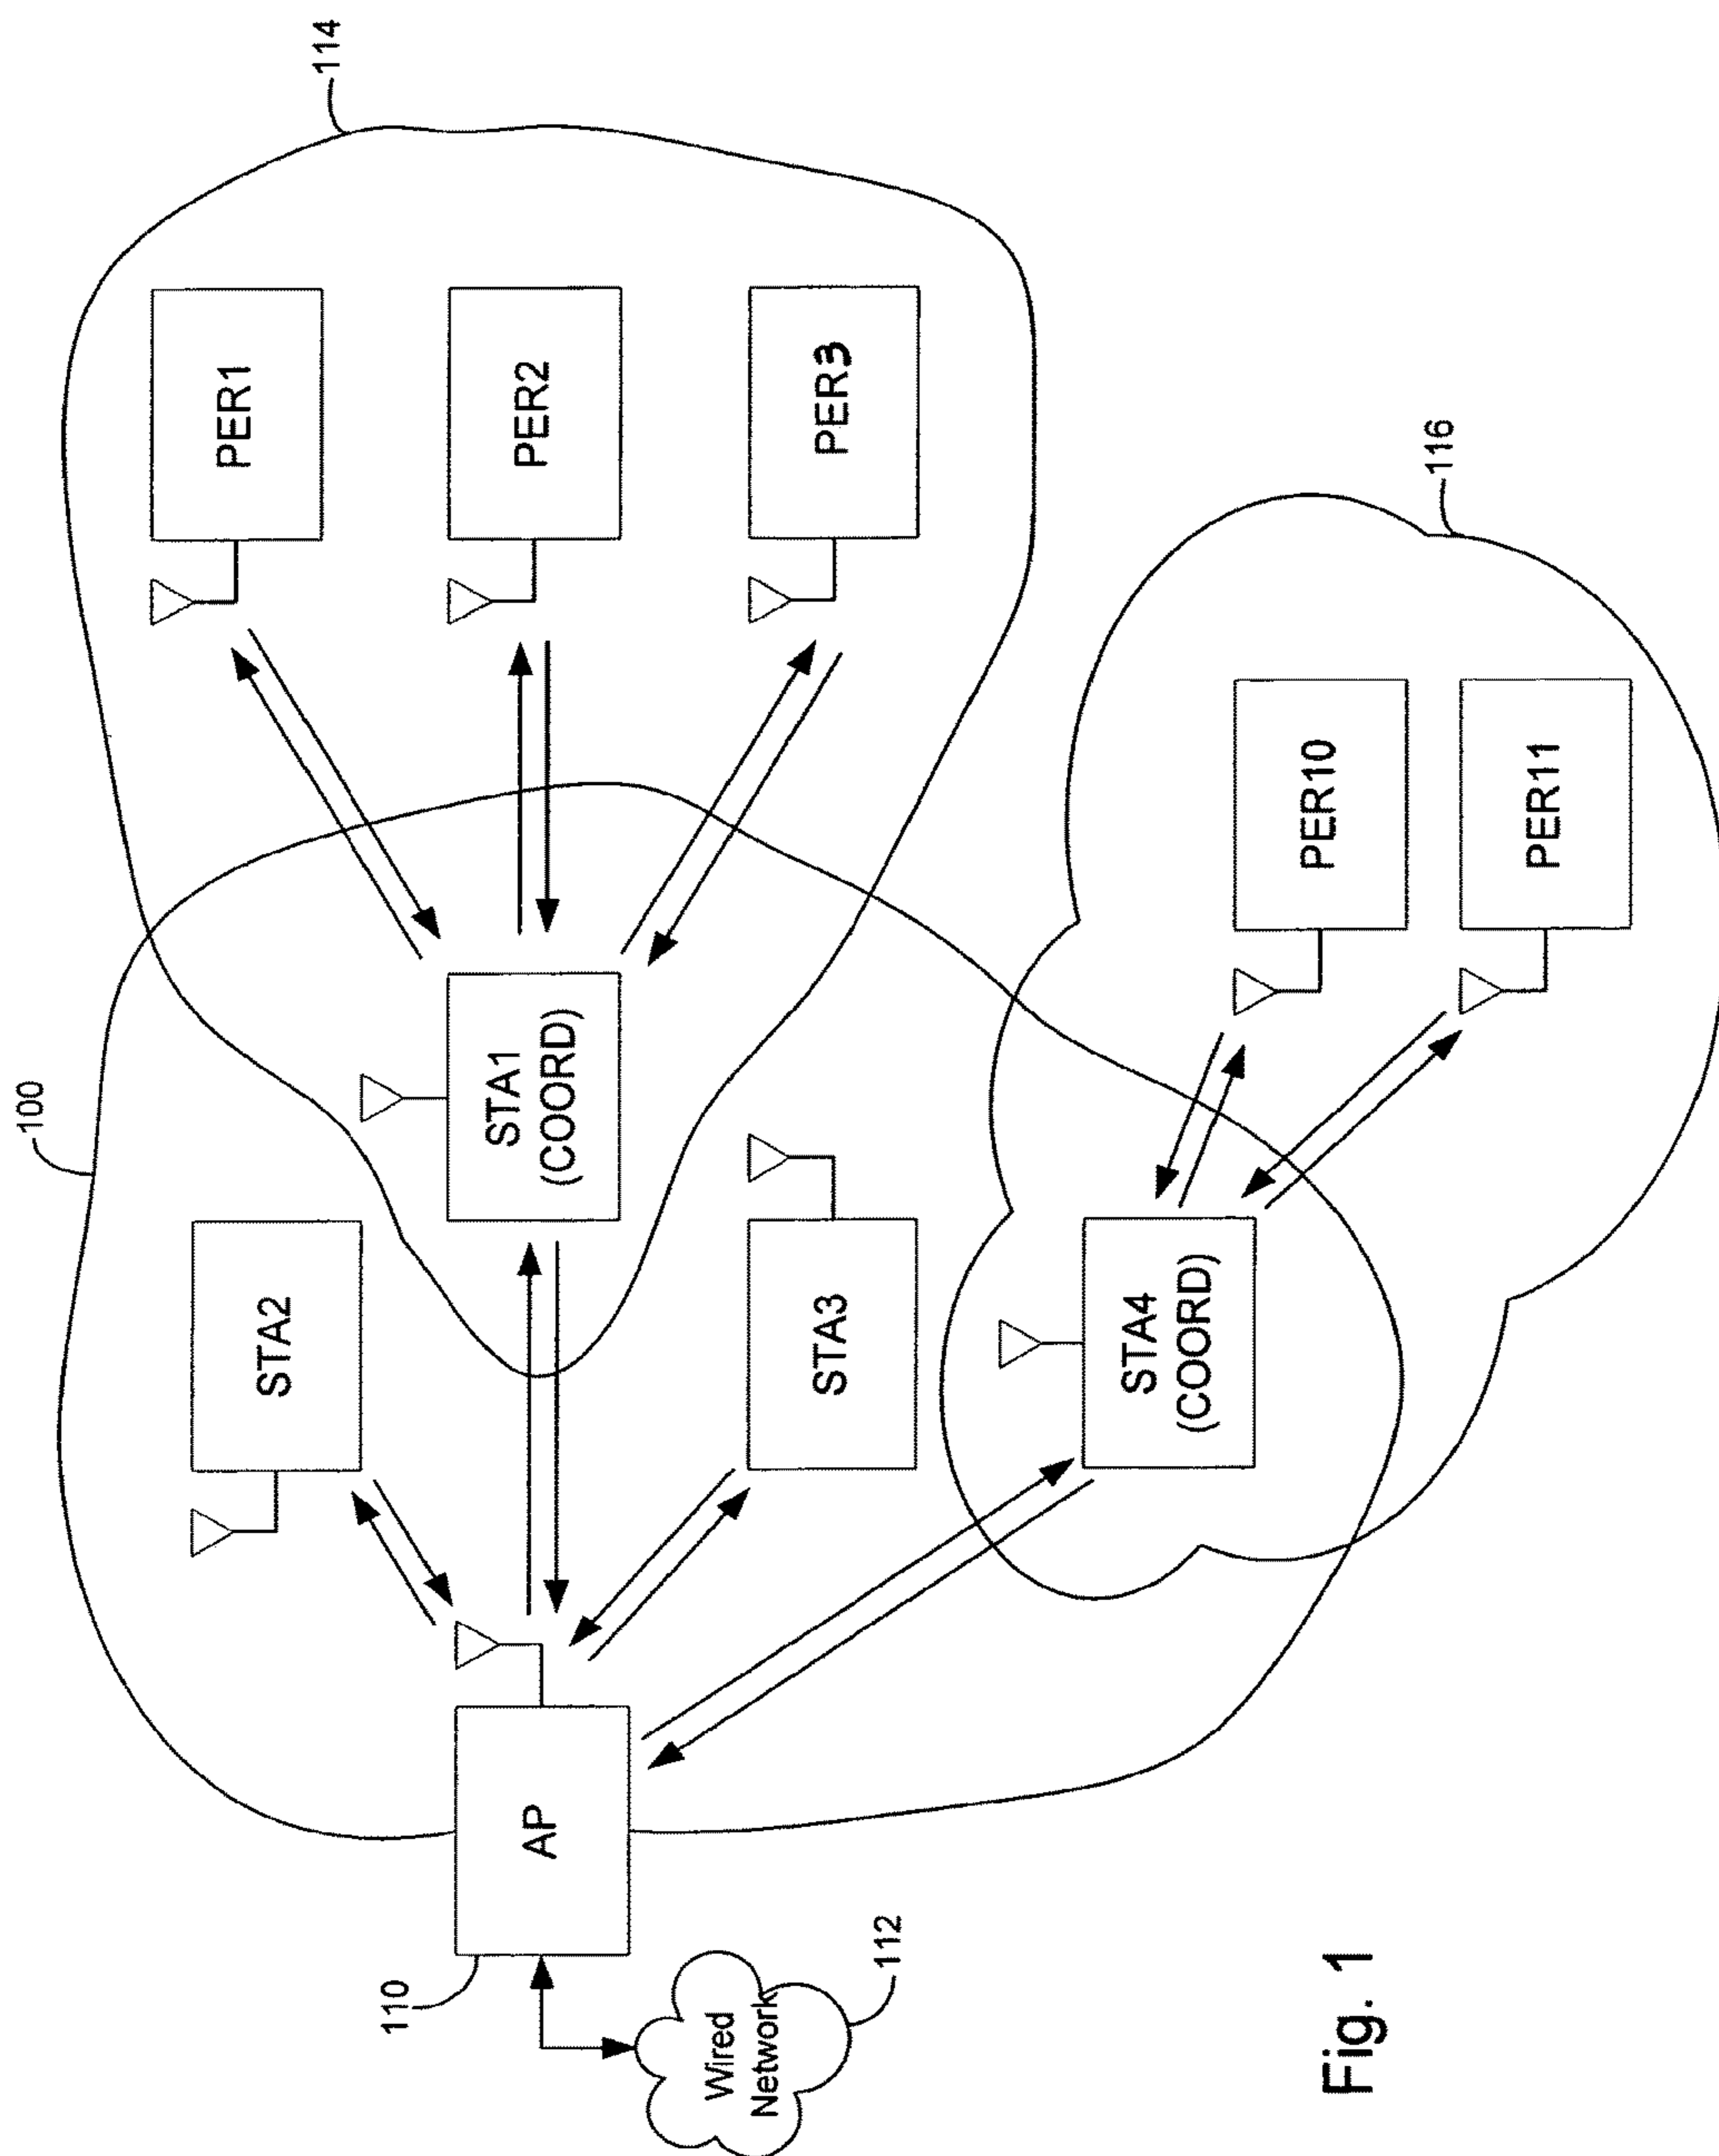 100
114
STA2
PER1
110
AP
STA1
(COORD)
PER2
Wired
Network
112
STA3
PER3
STA4
(COORD)
PER10
116
PER11
Fig. 1